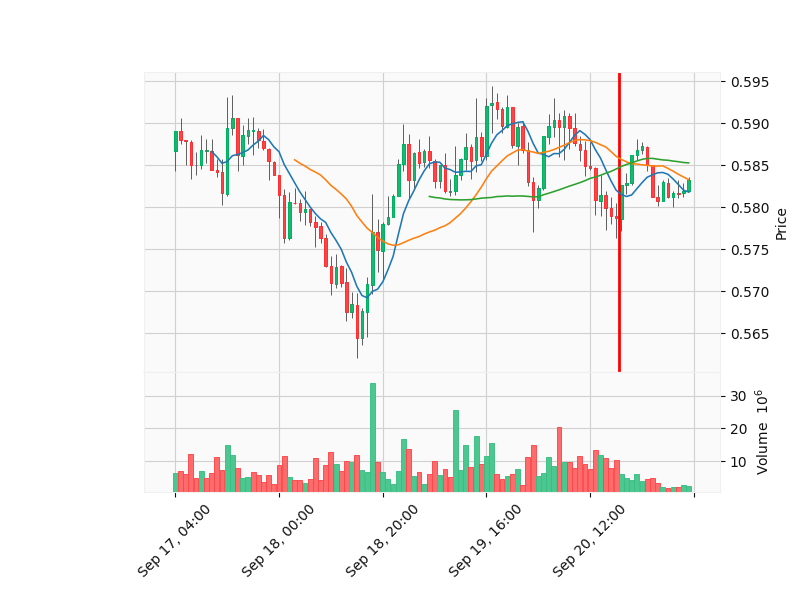 0.595
0.590
0.585
0.580
0.575
0.570
0.565
Price
30
20
10
Volume 10^6
Sep 17, 04:00
Sep 18, 00:00
Sep 18, 20:00
Sep 19, 16:00
Sep 20, 12:00